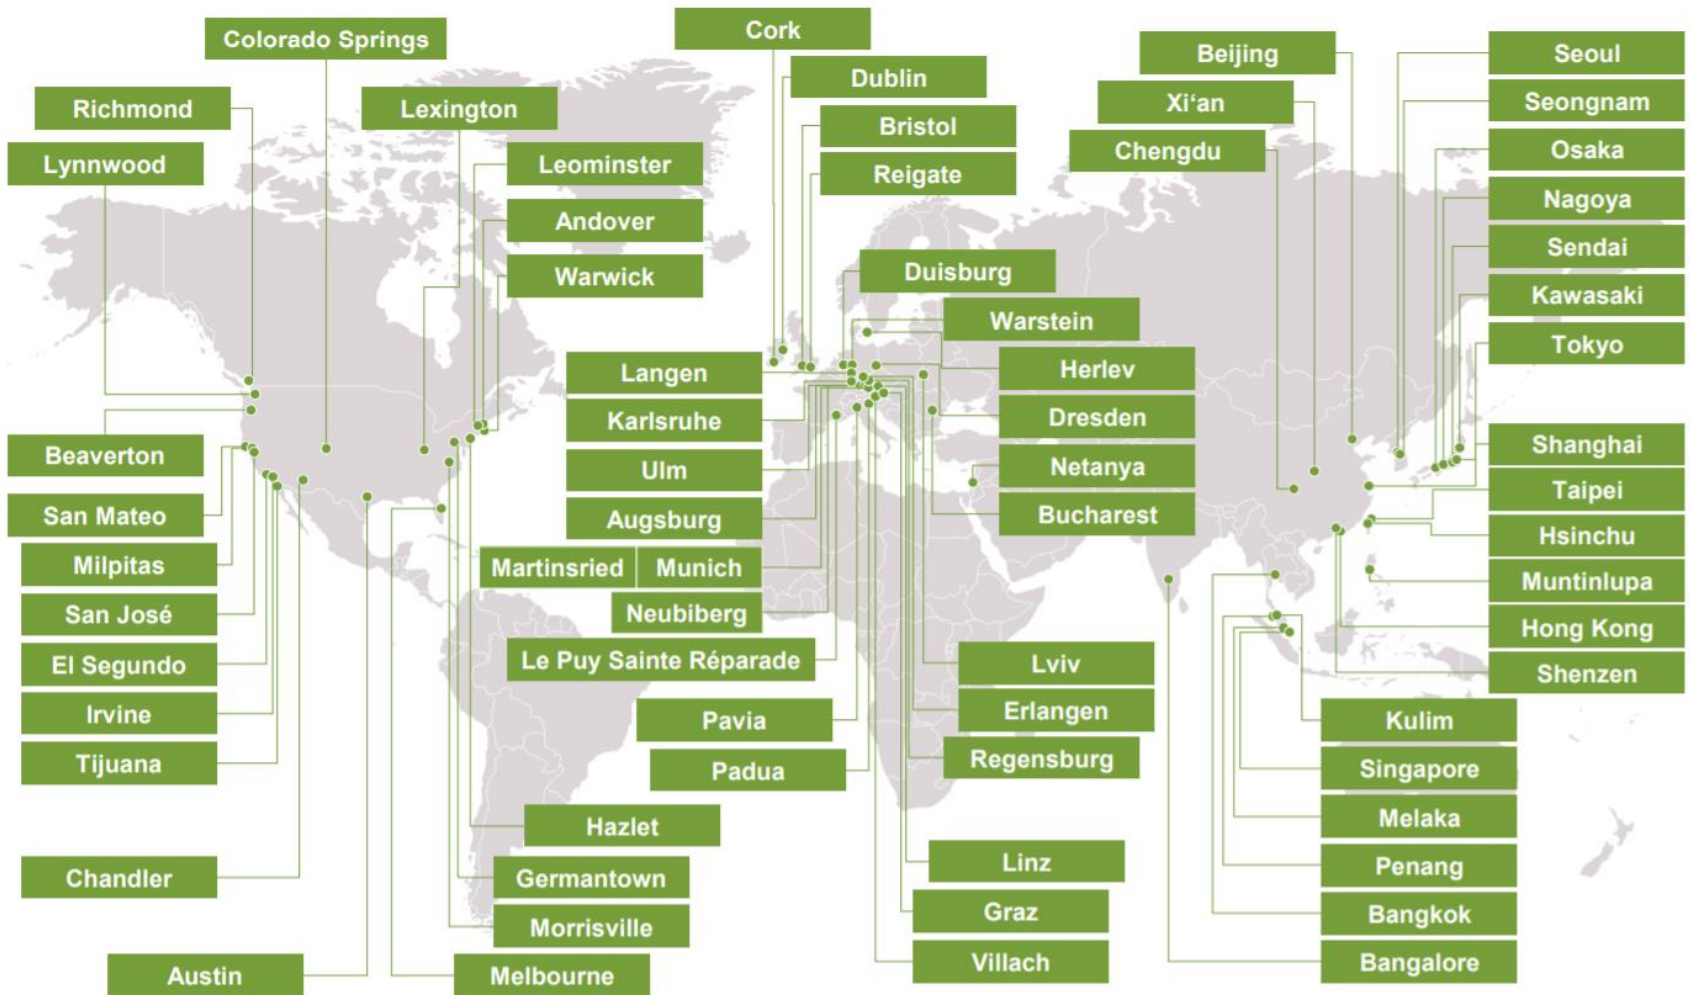 Colorado Springs
Richmond
Lynnwood
Lexington
Leominster
Andover
Warwick
Cork
Dublin
Bristol
Reigate
Beijing
Xi‘an
Chengdu
Seoul
Seongnam
Osaka
Nagoya
Sendai
Kawasaki
Tokyo
Duisburg
Warstein
Herlev
Dresden
Netanya
Bucharest
Langen
Karlsruhe
Ulm
Augsburg
Martinsried Munich
Neubiberg
Le Puy Sainte Réparade
Pavia
Padua
Beaverton
San Mateo
Milpitas
San José
El Segundo
Irvine
Tijuana
Chandler
Austin
Hazlet
Germantown
Morrisville
Melbourne
Lviv
Erlangen
Regensburg
Linz
Graz
Villach
Shanghai
Taipei
Hsinchu
Muntinlupa
Hong Kong
Shenzen
Kulim
Singapore
Melaka
Penang
Bangkok
Bangalore